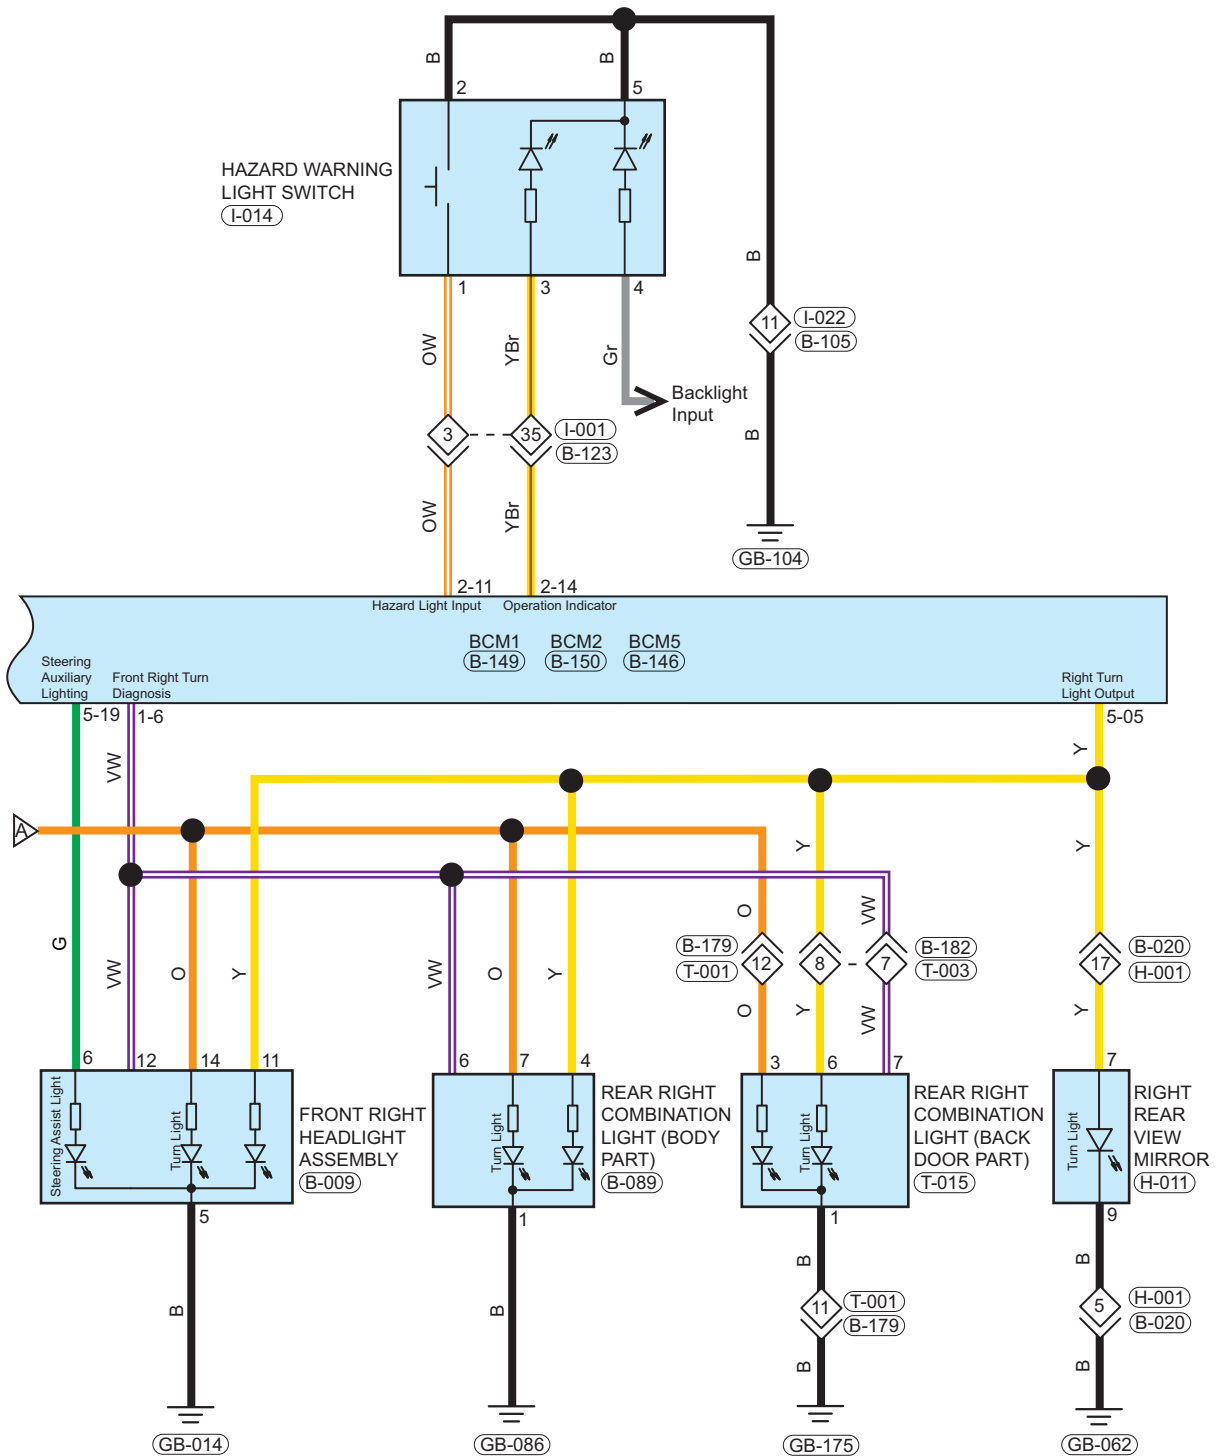 B
B
2
5
HAZARD WARNING
LIGHT SWITCH
I-014
B
1
3
4
11
I-022
B-105
OW
YBr
Gr
Backlight
Input
3
35
I-001
B-123
B
OW
YBr
GB-104
2-11
2-14
Hazard Light Input
Operation Indicator
BCM1
B-149
BCM2
B-150
BCM5
B-146
Steering
Auxiliary
Lighting
Front Right Turn
Diagnosis
Right Turn
Light Output
5-19
1-6
5-05
VW
Y
A
Y
Y
G
VW
O
Y
VW
O
Y
O
VW
B-179
T-001
12
8
7
B-182
T-003
17
B-020
H-001
O
Y
VW
Y
6
12
14
11
6
7
4
3
6
7
7
Steering Assist Light
Turn Light
FRONT RIGHT
HEADLIGHT
ASSEMBLY
B-009
Turn Light
REAR RIGHT
COMBINATION
LIGHT (BODY
PART)
B-089
Turn Light
REAR RIGHT
COMBINATION
LIGHT (BACK
DOOR PART)
T-015
Turn Light
RIGHT
REAR
VIEW
MIRROR
H-011
5
1
1
9
B
B
B
B
11
T-001
B-179
5
H-001
B-020
B
B
GB-014
GB-086
GB-175
GB-062